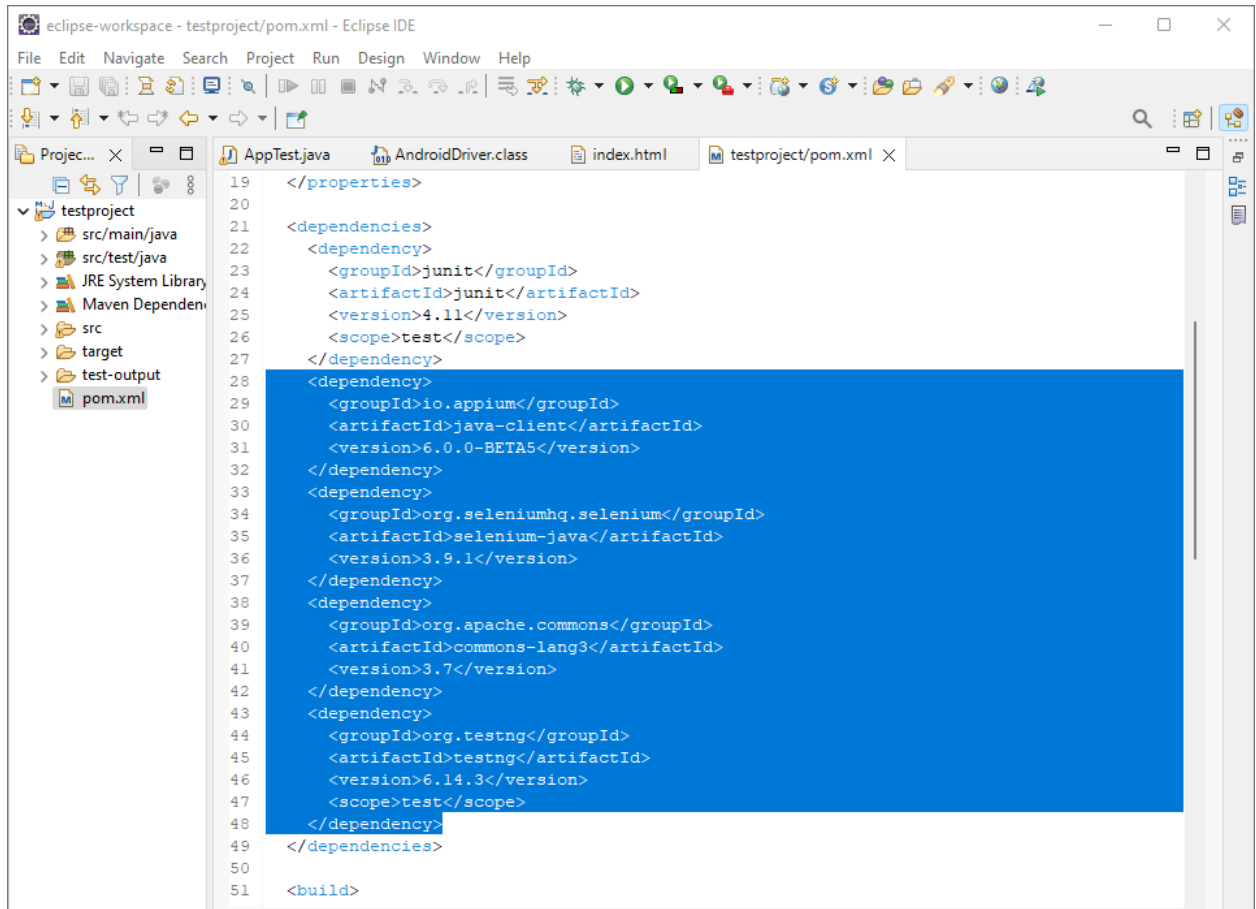 eclipse-workspace - testproject/pom.xml - Eclipse IDE
File Edit Navigate Search Project Run Design Window Help
Projec...
testproject
src/main/java
src/test/java
JRE System Library
Maven Dependen
src
target
test-output
pom.xml
AppTest.java AndroidDriver.class index.html testproject/pom.xml
19 </properties>
20
21 <dependencies>
22 <dependency>
23 <groupId>junit</groupId>
24 <artifactId>junit</artifactId>
25 <version>4.11</version>
26 <scope>test</scope>
27 </dependency>
28 <dependency>
29 <groupId>io.appium</groupId>
30 <artifactId>java-client</artifactId>
31 <version>6.0.0-BETA5</version>
32 </dependency>
33 <dependency>
34 <groupId>org.seleniumhq.selenium</groupId>
35 <artifactId>selenium-java</artifactId>
36 <version>3.9.1</version>
37 </dependency>
38 <dependency>
39 <groupId>org.apache.commons</groupId>
40 <artifactId>commons-lang3</artifactId>
41 <version>3.7</version>
42 </dependency>
43 <dependency>
44 <groupId>org.testng</groupId>
45 <artifactId>testng</artifactId>
46 <version>6.14.3</version>
47 <scope>test</scope>
48 </dependency>
49 </dependencies>
50
51 <build>